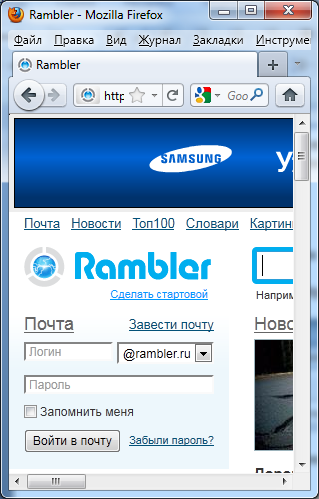 Rambler - Mozilla Firefox
Файл Правка Вид Журнал Закладки Инструме
Rambler
http Goo
SAMSUNG
Почта Новости Топ100 Словари Картин
Rambler
Сделать стартовой
Наприм
Почта Завести почту Ново
Логин @rambler.ru
Пароль
Запомнить меня
Войти в почту Забыли пароль?